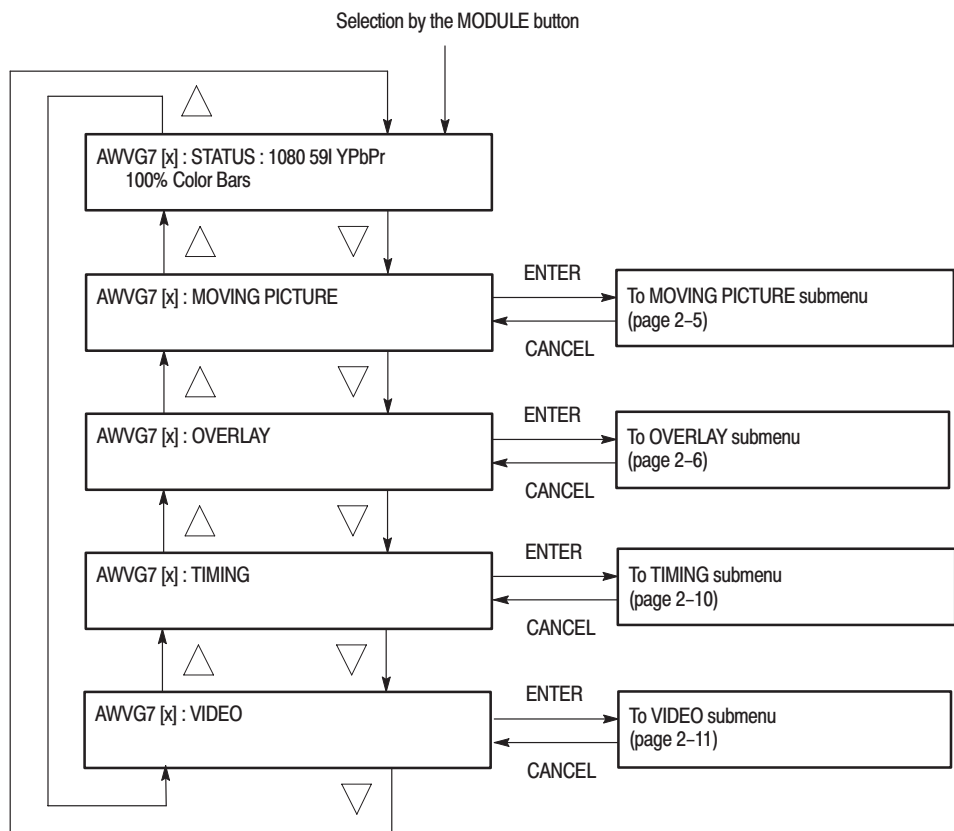 Selection by the MODULE button
AWVG7 [x] : STATUS : 1080 59I YPbPr
100% Color Bars
AWVG7 [x] : MOVING PICTURE
ENTER
To MOVING PICTURE submenu
(page 2–5)
CANCEL
AWVG7 [x] : OVERLAY
ENTER
To OVERLAY submenu
(page 2–6)
CANCEL
AWVG7 [x] : TIMING
ENTER
To TIMING submenu
(page 2–10)
CANCEL
AWVG7 [x] : VIDEO
ENTER
To VIDEO submenu
(page 2–11)
CANCEL